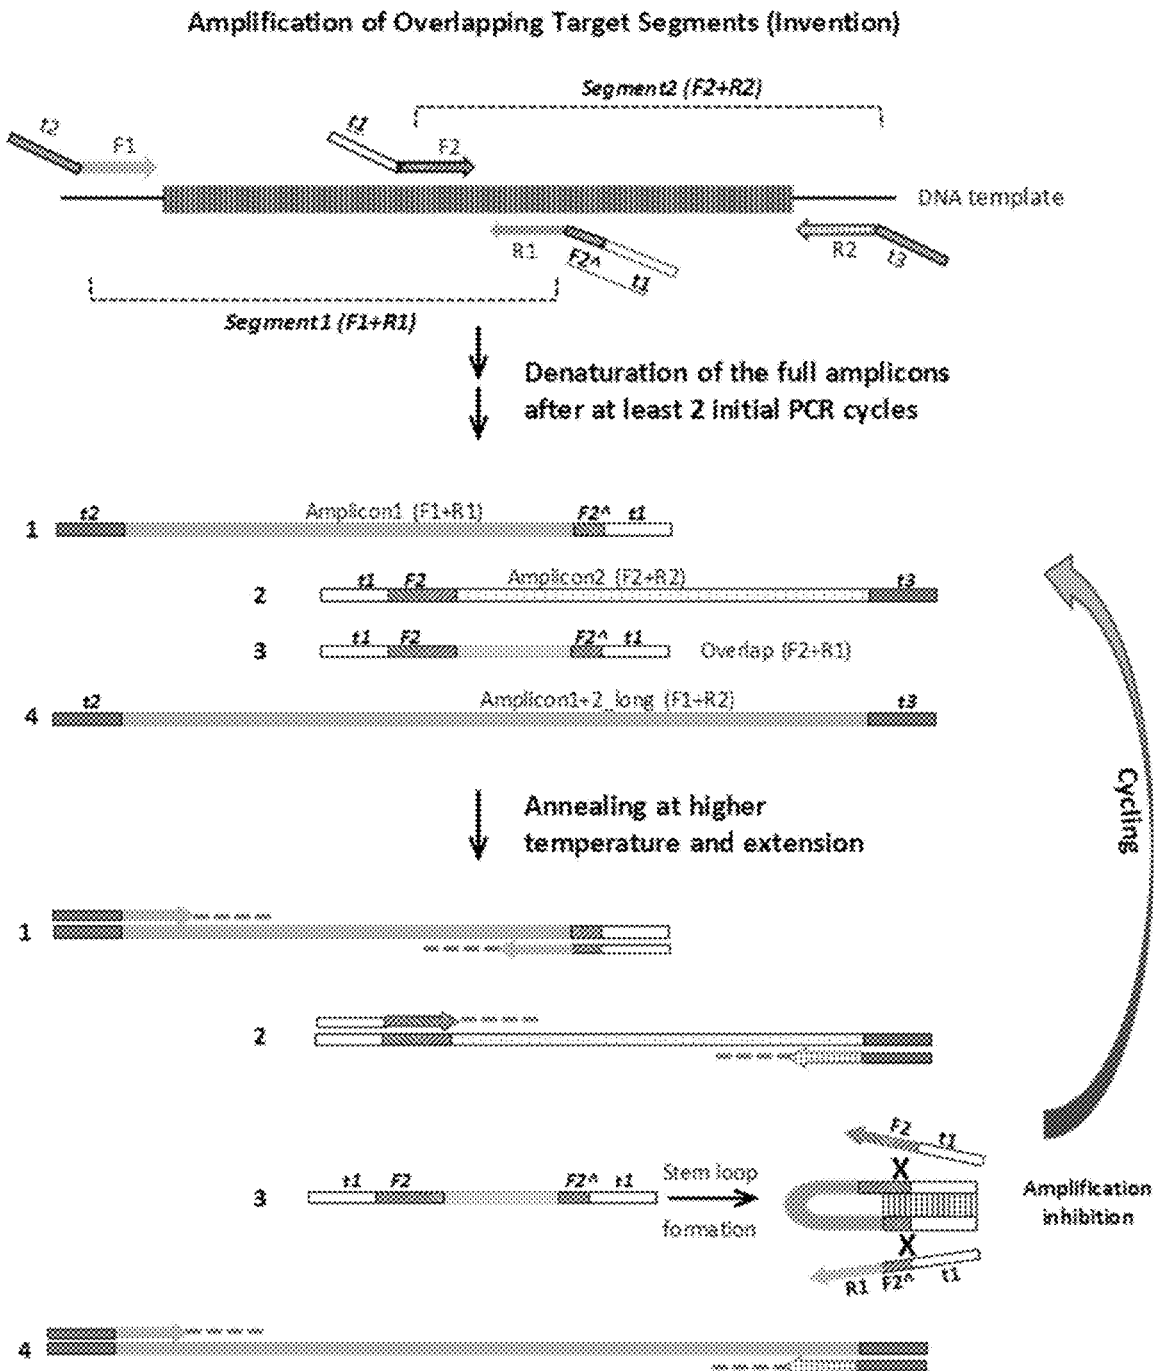 Amplification of Overlapping Target Segments (Invention)
Segment2 (F2+R2)
t2
F1
t1
F2
DNA template
R1
F2^
t1
R2
t3
Segment1 (F1+R1)
Denaturation of the full amplicons
after at least 2 initial PCR cycles
t2
Amplicon1 (F1+R1)
F2^
t1
1
t1
F2
Amplicon2 (F2+R2)
t3
2
t1
F2
F2^
t1
3
Overlap (F2+R1)
t2
Amplicon1+2_long (F1+R2)
t3
4
Cycling
Annealing at higher
temperature and extension
1
2
3
t1
F2
F2^
t1
Stem loop
formation
F2
t1
X
X
R1
F2^
t1
Amplification
inhibition
4